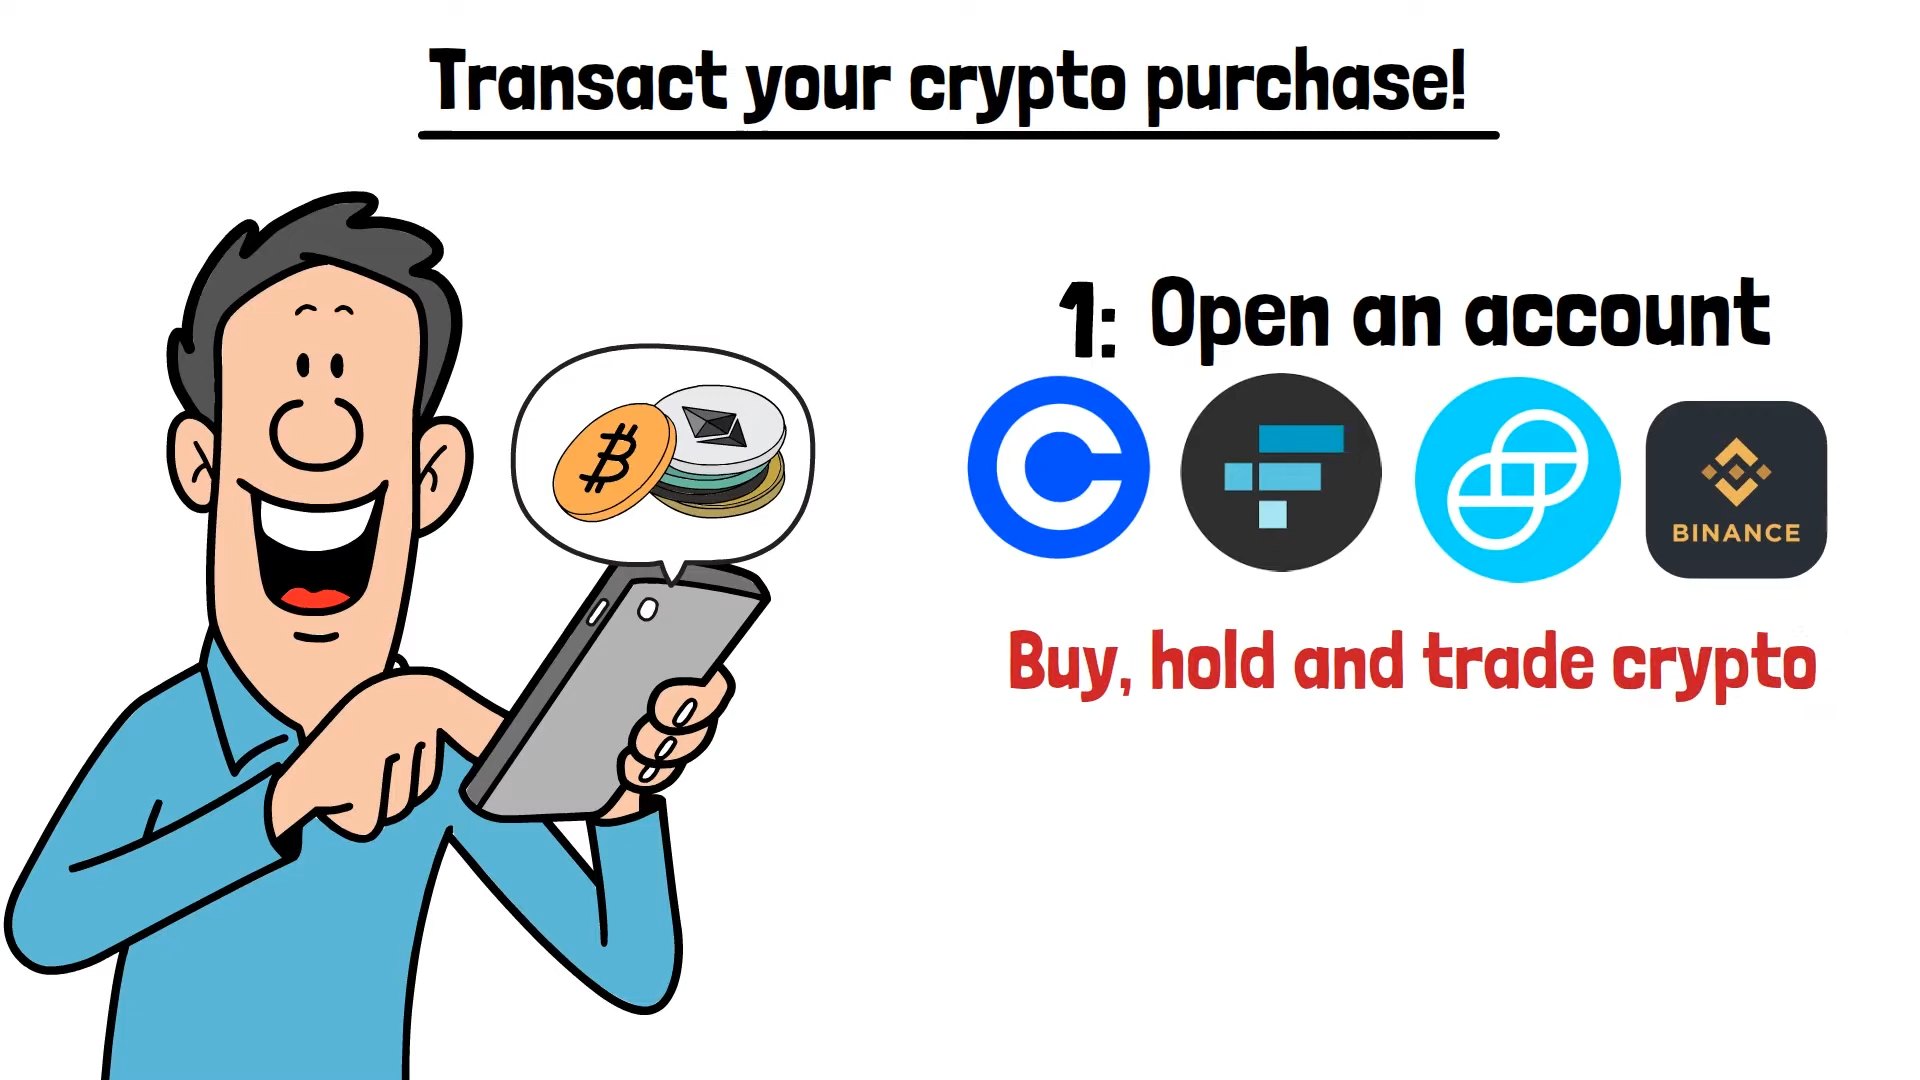 Transact your crypto purchase!
1: Open an account
BINANCE
Buy, hold and trade crypto